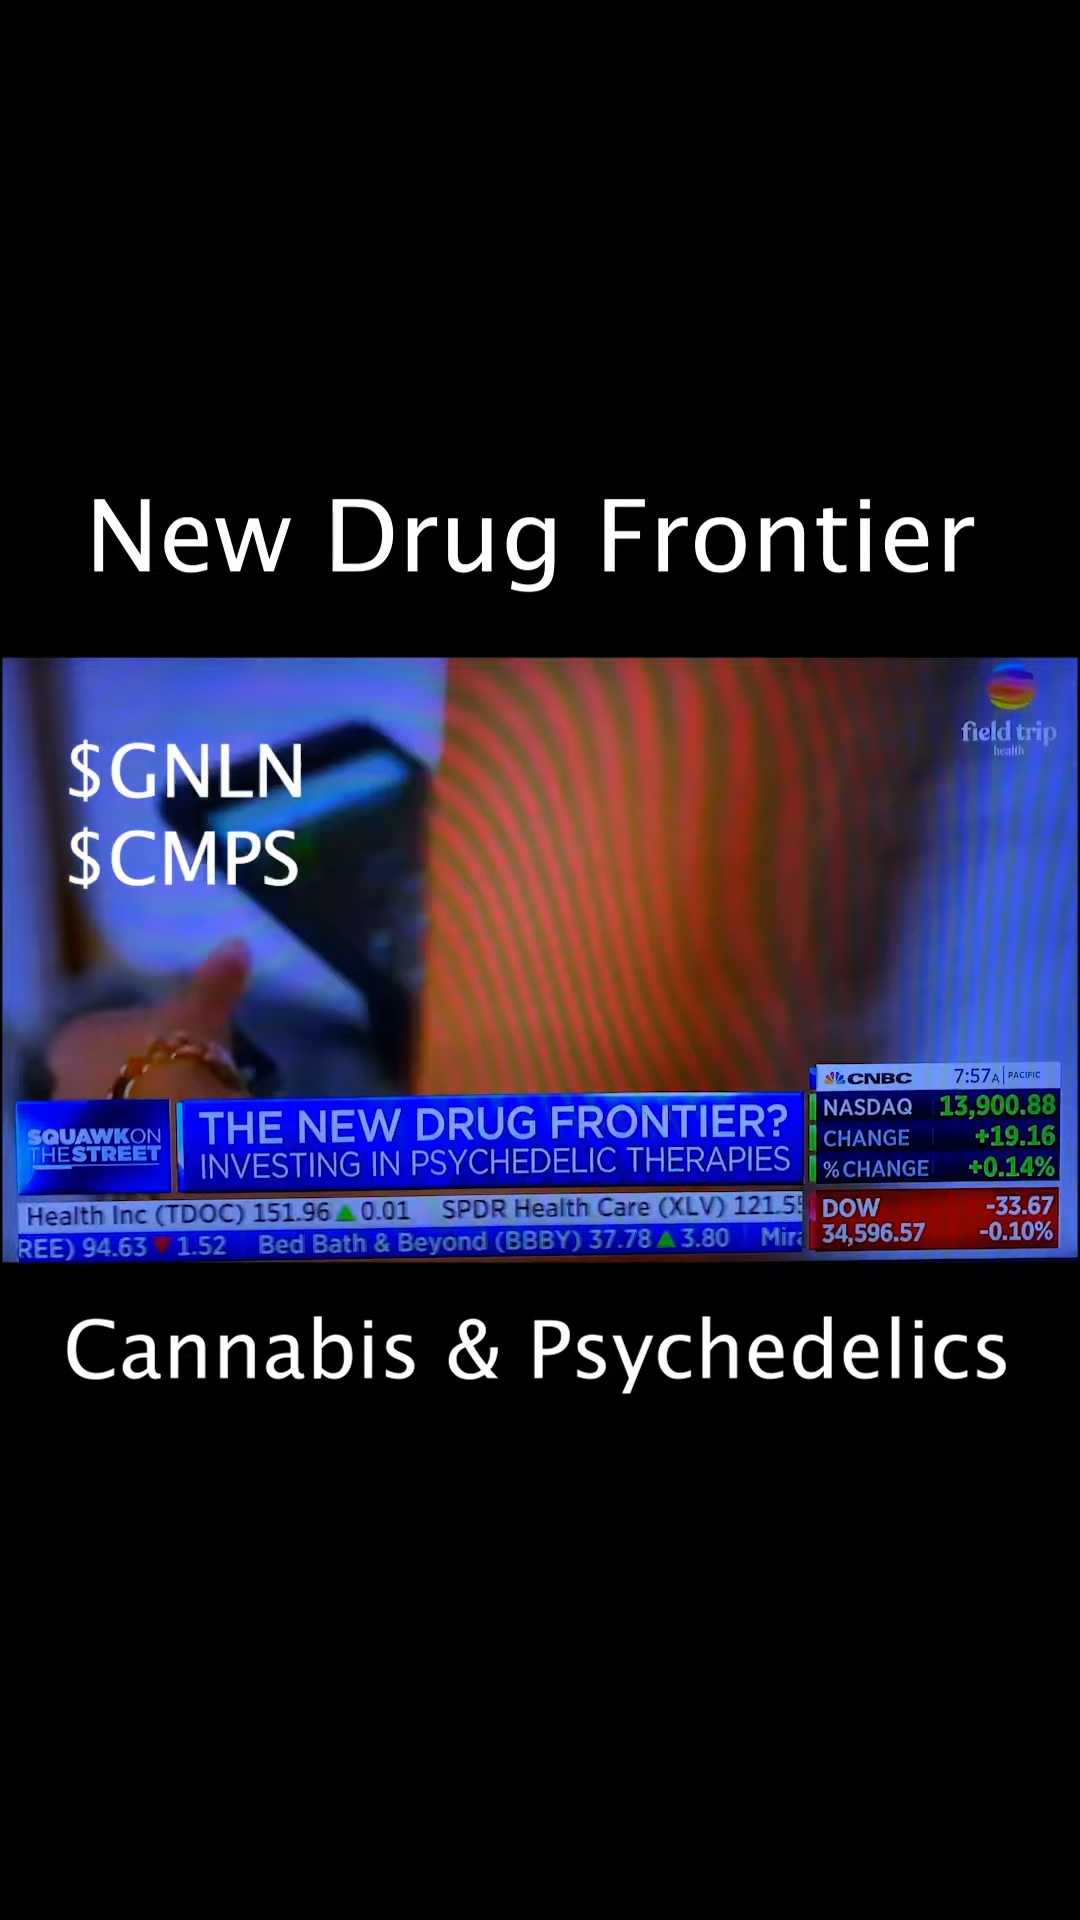 New Drug Frontier
field trip
health
$GNLN
$CMPS
CNBC 7:57A PACIFIC
NASDAQ 13,900.88
CHANGE +19.16
% CHANGE +0.14%
DOW -33.67
34,596.57 -0.10%
SQUAWK ON
THE STREET
THE NEW DRUG FRONTIER?
INVESTING IN PSYCHEDELIC THERAPIES
Health Inc (TDOC) 151.96 ▲ 0.01 SPDR Health Care (XLV) 121.5
REE) 94.63 ▼ 1.52 Bed Bath & Beyond (BBBY) 37.78 ▲ 3.80
Cannabis & Psychedelics